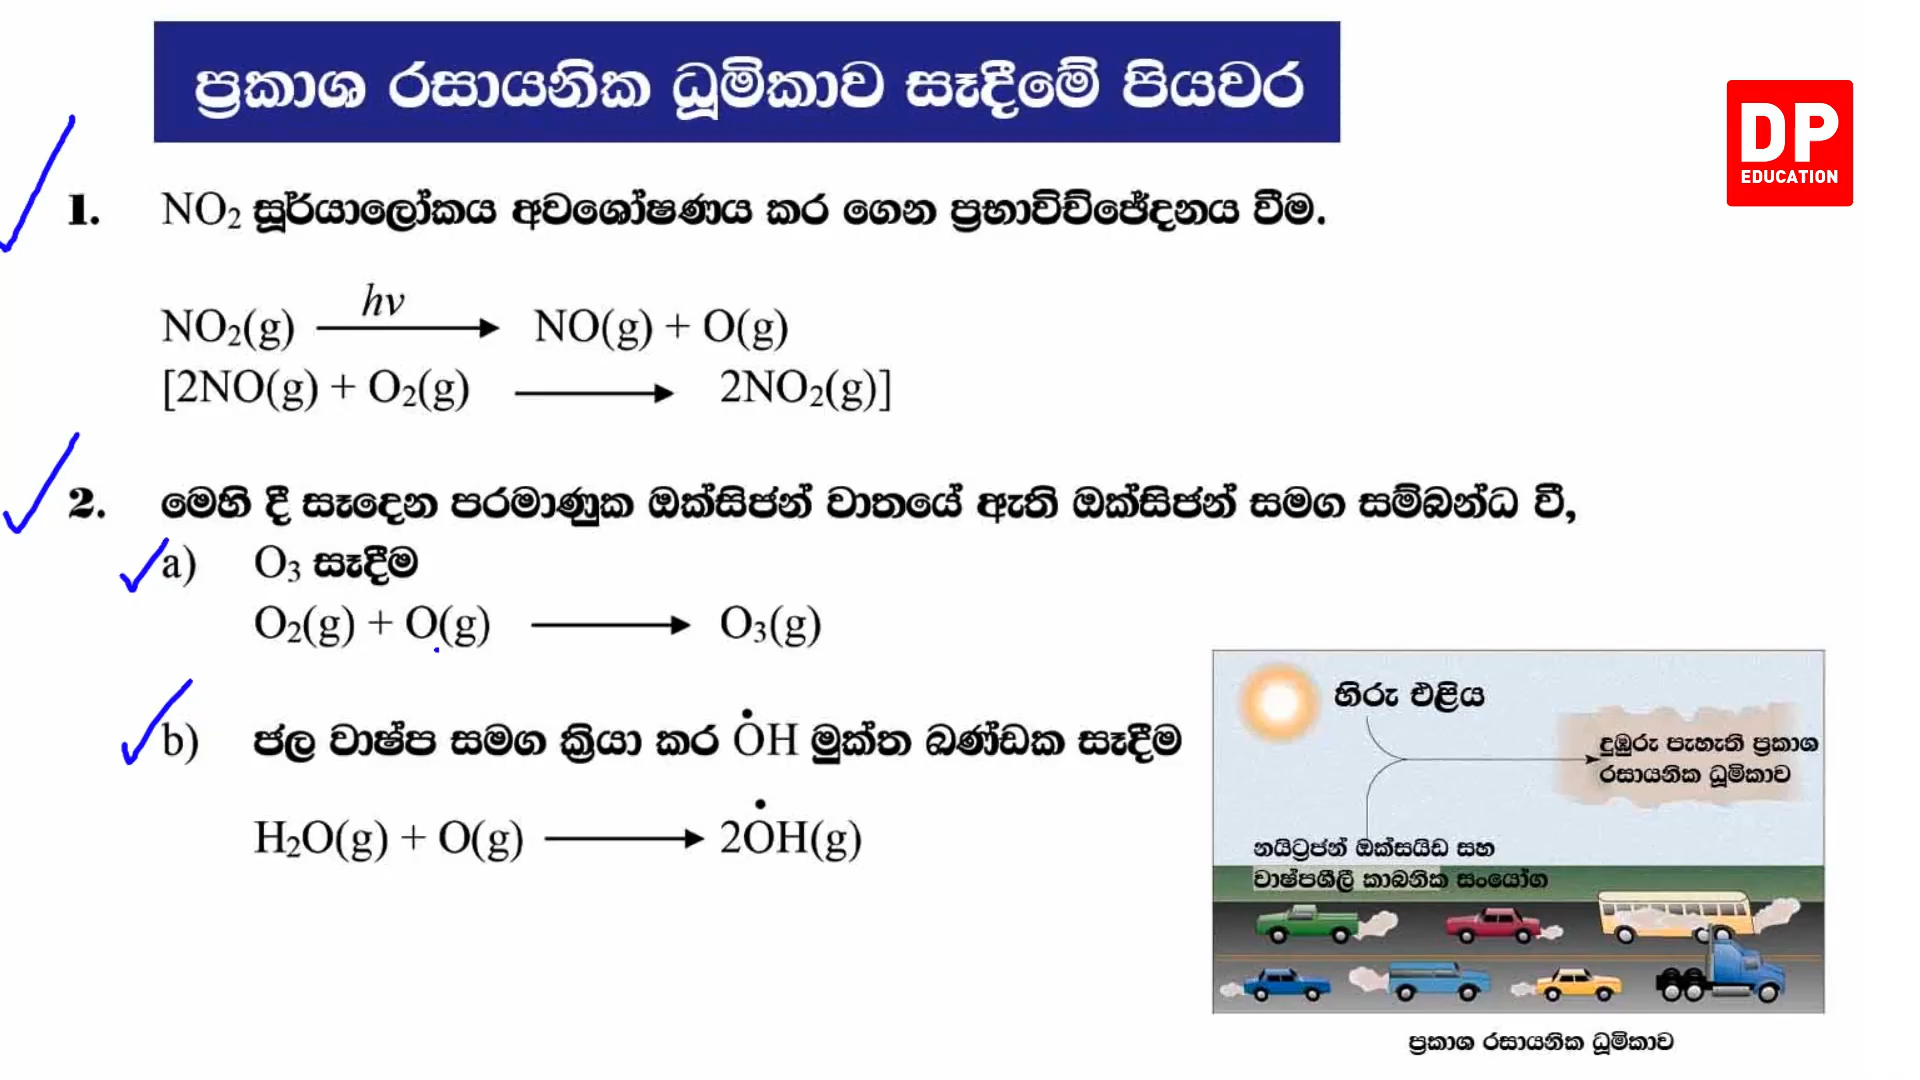 ප්‍රකාශ රසායනික ධූමිකාව සෑදීමේ පියවර
DP
EDUCATION
1. NO₂ සූර්යාලෝකය අවශෝෂණය කර ගෙන ප්‍රභාවිච්ඡේදනය වීම.
hν
NO₂(g) ⟶ NO(g) + O(g)
[2NO(g) + O₂(g) ⟶ 2NO₂(g)]
2. මෙහි දී සෑදෙන පරමාණුක ඔක්සිජන් වාතයේ ඇති ඔක්සිජන් සමග සම්බන්ධ වී,
a) O₃ සෑදීම
O₂(g) + O(g) ⟶ O₃(g)
b) ජල වාෂ්ප සමග ක්‍රියා කර ȮH මුක්ත ඛණ්ඩක සෑදීම
H₂O(g) + O(g) ⟶ 2ȮH(g)
හිරු එළිය
දුඹුරු පැහැති ප්‍රකාශ
රසායනික ධූමිකාව
නයිට්‍රජන් ඔක්සයිඩ සහ
වාෂ්පශීලී කාබනික සංයෝග
ප්‍රකාශ රසායනික ධූමිකාව